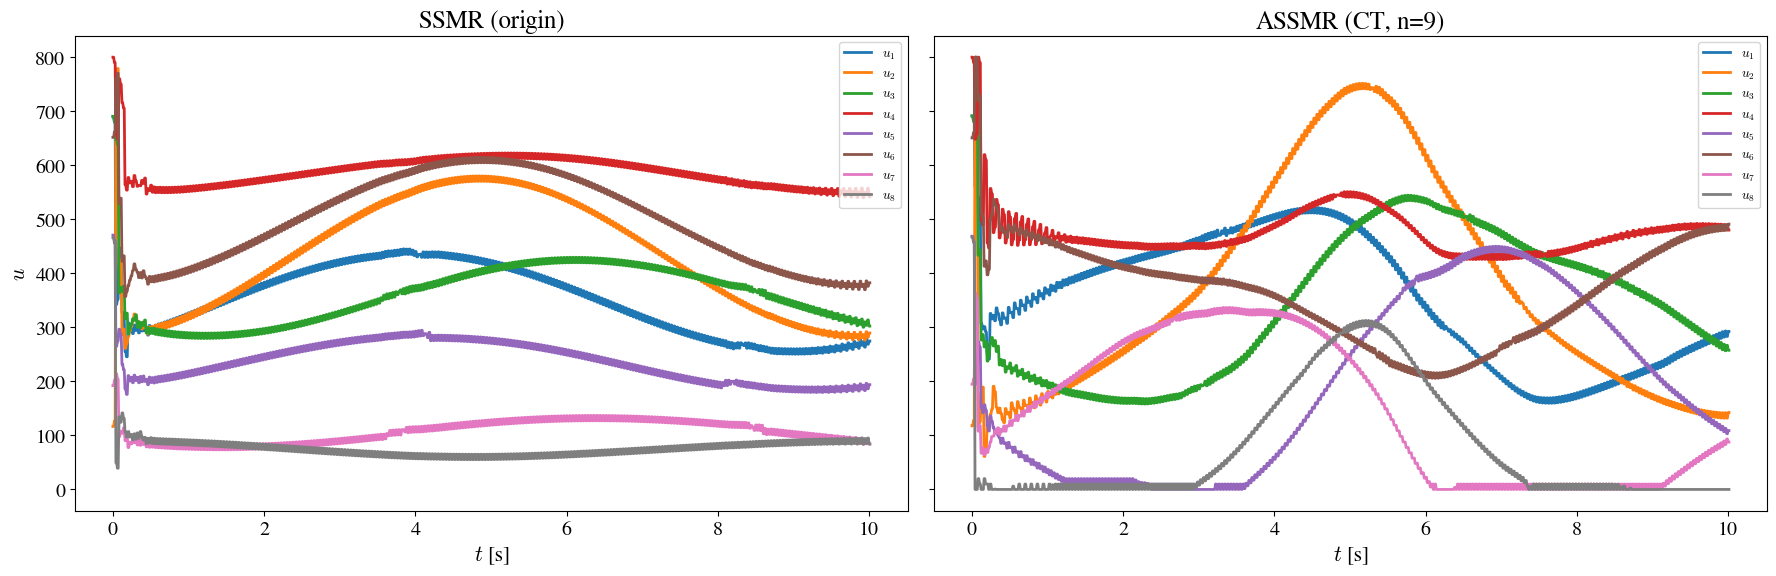 SSMR (origin)
800
700
600
500
400
300
200
100
0
u
0
2
4
6
8
10
t [s]
u₁
u₂
u₃
u₄
u₅
u₆
u₇
u₈
ASSMR (CT, n=9)
0
2
4
6
8
10
t [s]
u₁
u₂
u₃
u₄
u₅
u₆
u₇
u₈